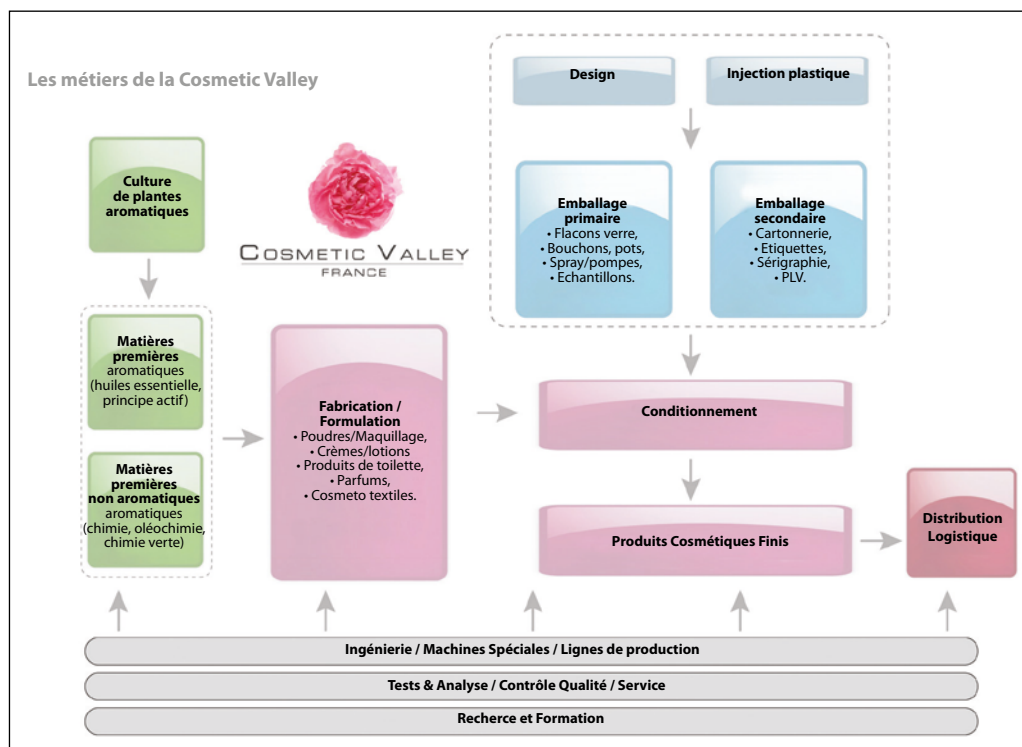 Les métiers de la Cosmetic Valley
Design
Injection plastique
Culture
de plantes
aromatiques
COSMETIC VALLEY
FRANCE
Emballage
primaire
• Flacons verre,
• Bouchons, pots,
• Spray/pompes,
• Echantillons.
Emballage
secondaire
• Cartonnerie,
• Etiquettes,
• Sérigraphie,
• PLV.
Matières
premières
aromatiques
(huiles essentielle,
principe actif)
Matières
premières
non aromatiques
aromatiques
(chimie, oléochimie,
chimie verte)
Fabrication /
Formulation
• Poudres/Maquillage,
• Crèmes/lotions
• Produits de toilette,
• Parfums,
• Cosmeto textiles.
Conditionnement
Produits Cosmétiques Finis
Distribution
Logistique
Ingénierie / Machines Spéciales / Lignes de production
Tests & Analyse / Contrôle Qualité / Service
Recherce et Formation